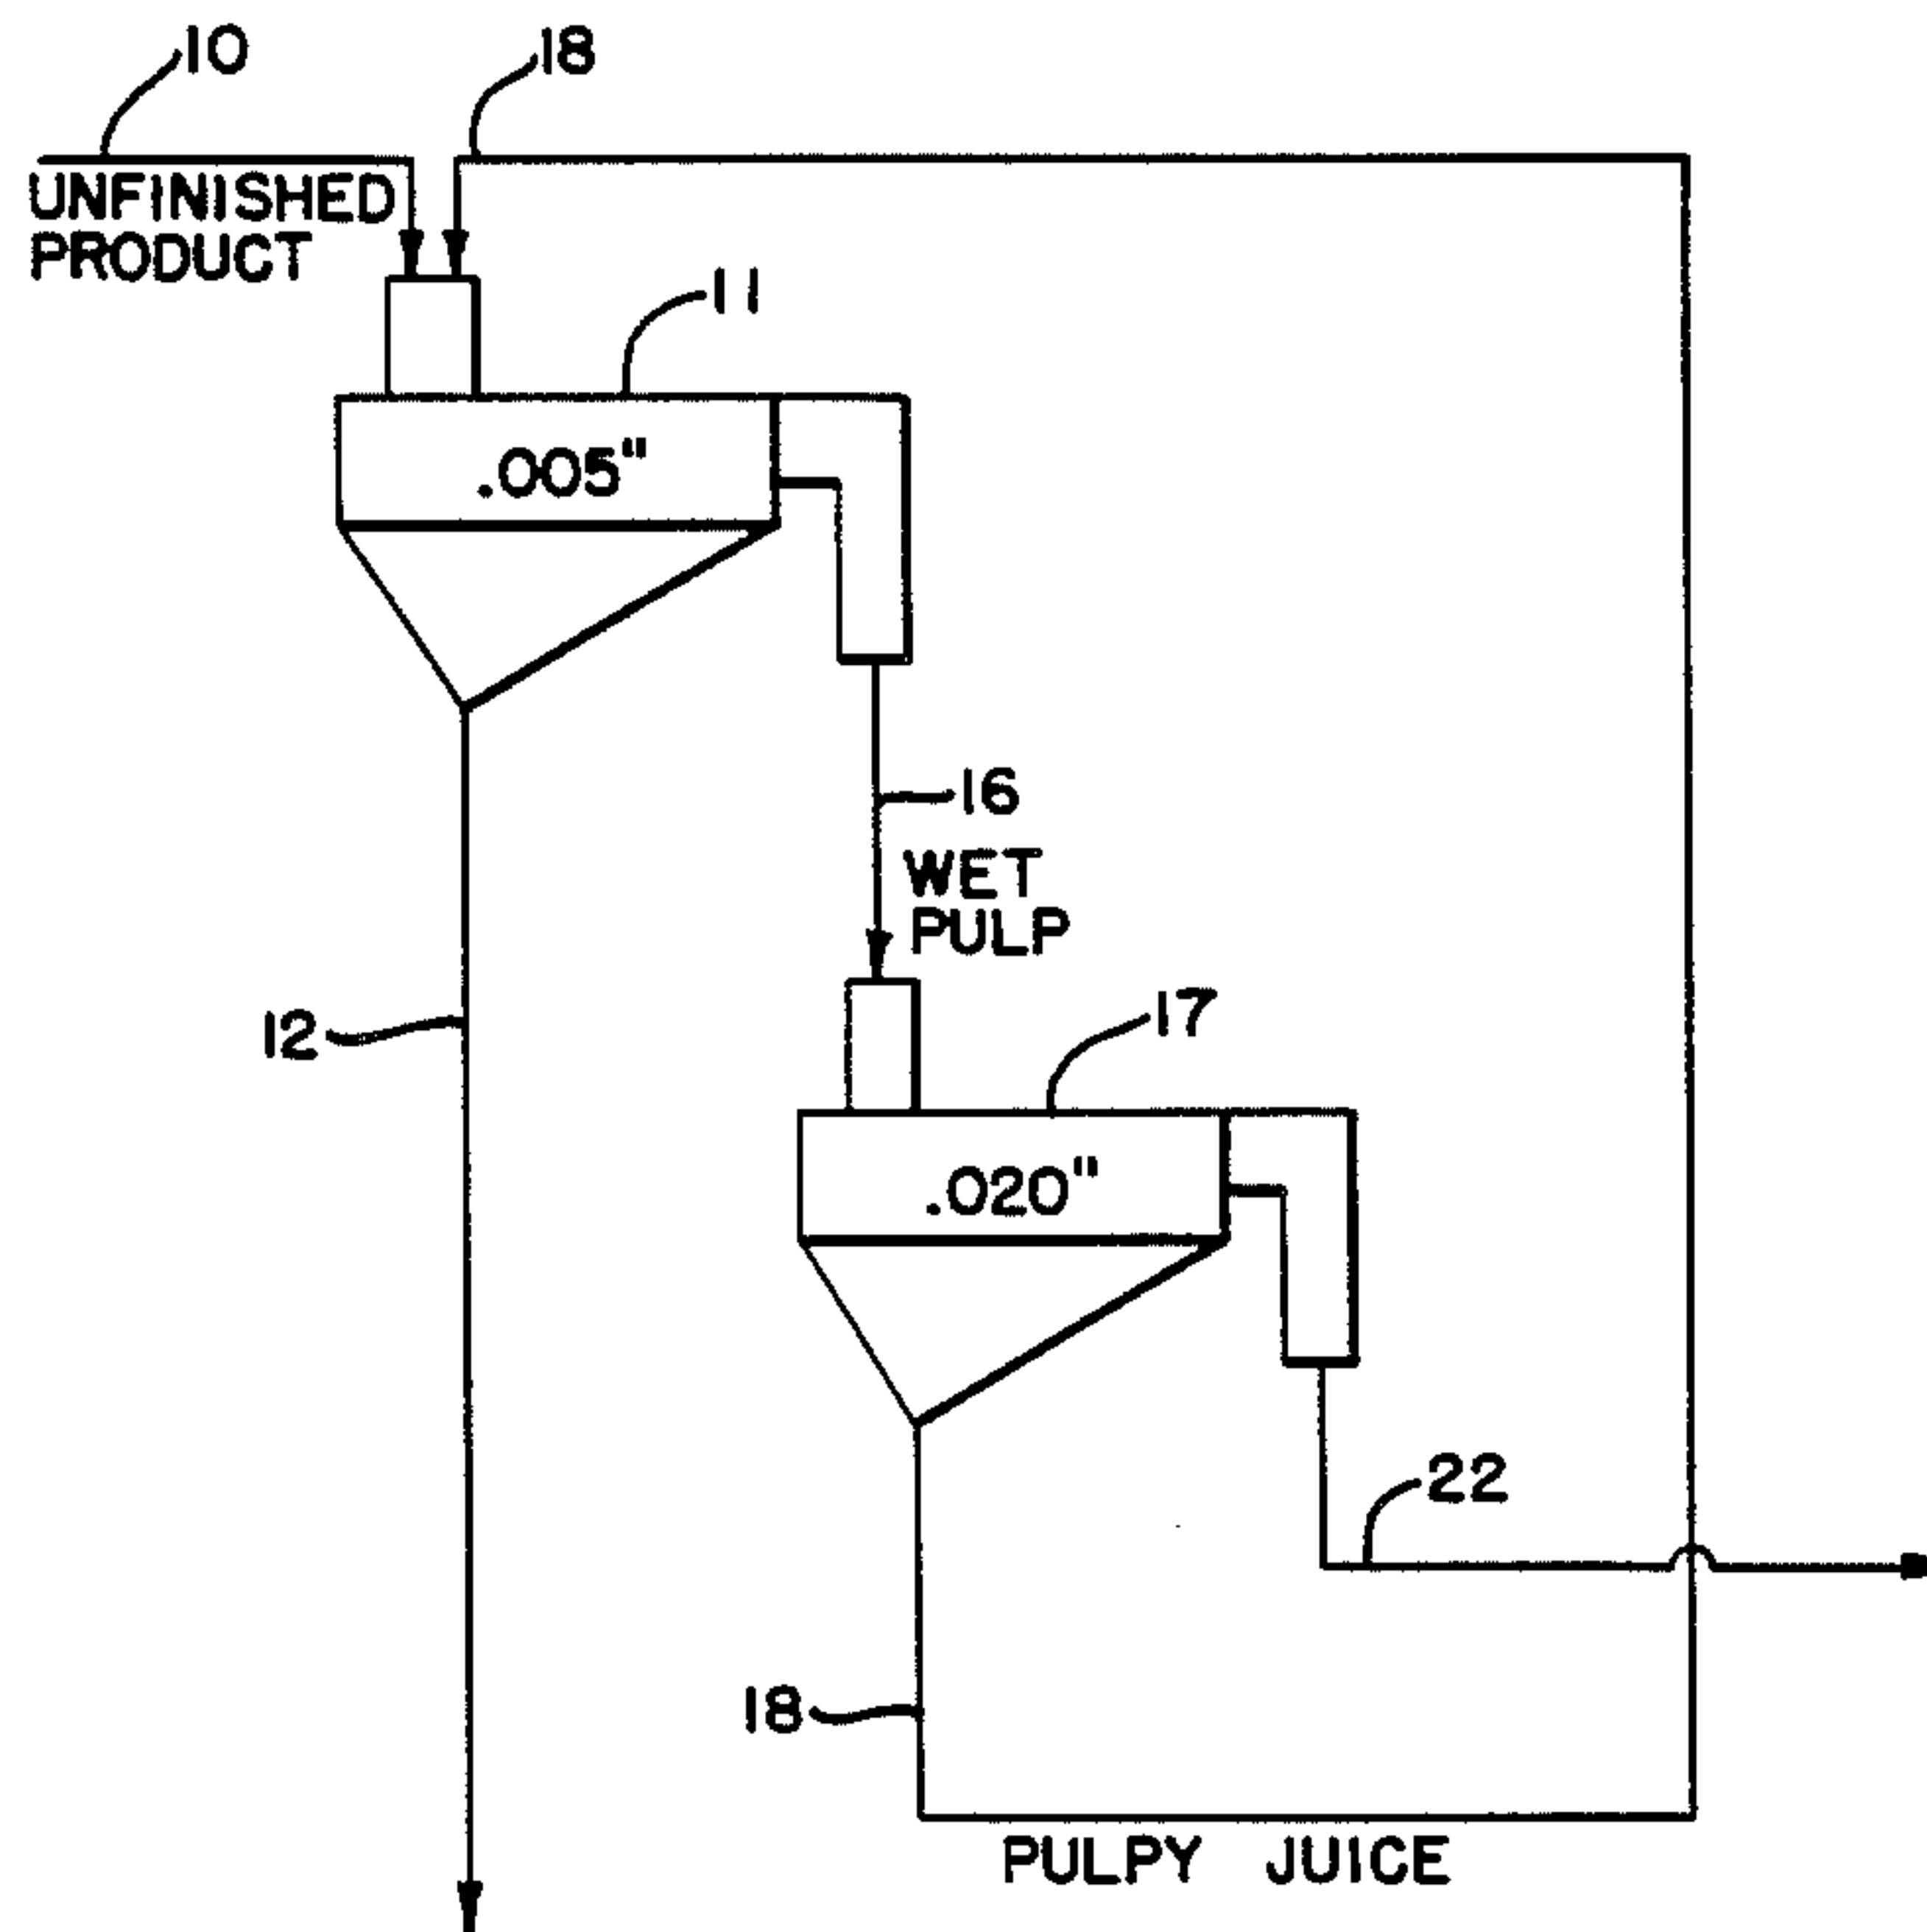 10
18
UNFINISHED
PRODUCT
11
.005"
16
WET
PULP
12
17
.020"
22
18
PULPY JUICE